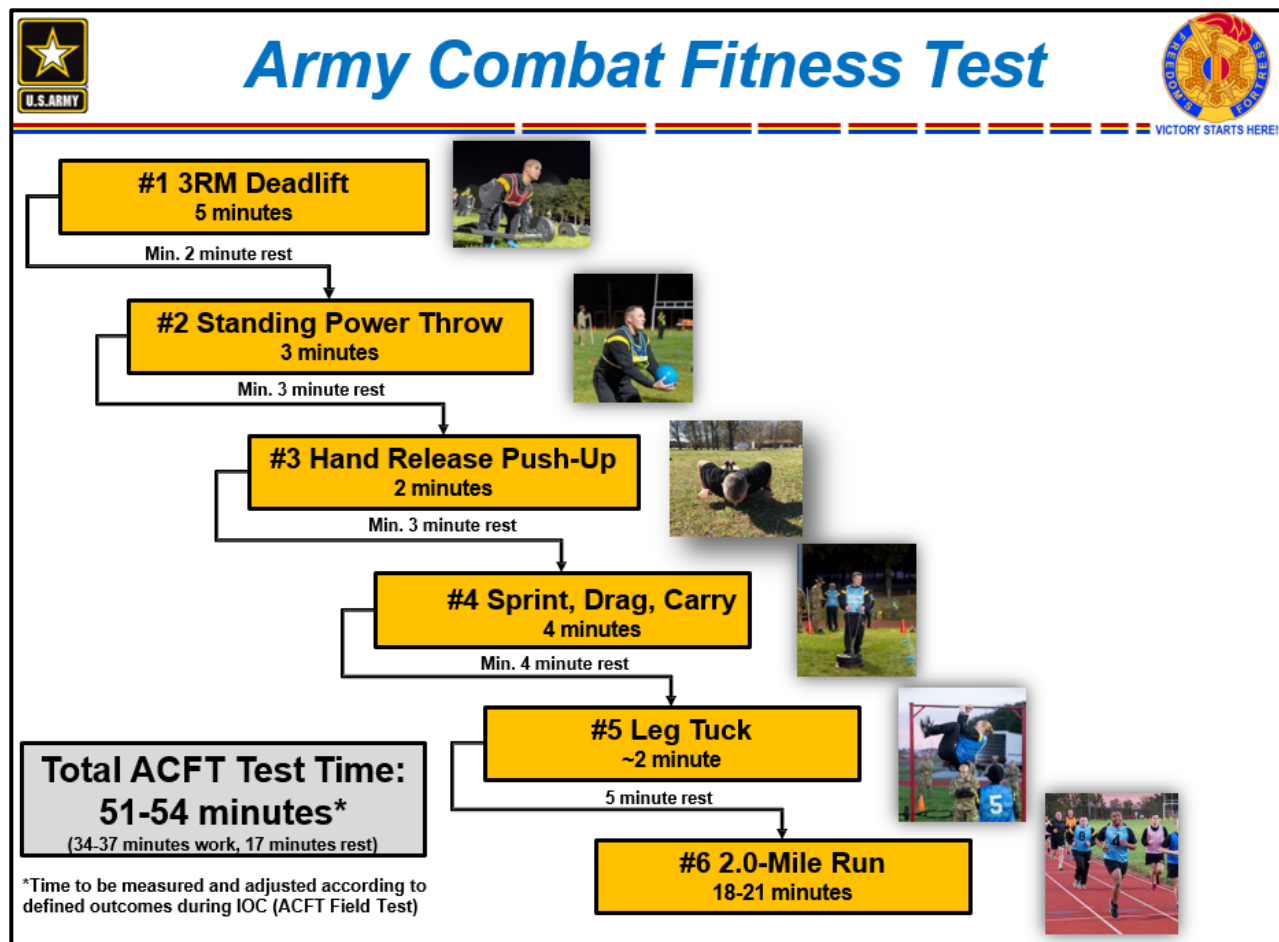 U.S.ARMY
Army Combat Fitness Test
FREEDOM'S FORTRESS
VICTORY STARTS HERE!
#1 3RM Deadlift
5 minutes
Min. 2 minute rest
#2 Standing Power Throw
3 minutes
Min. 3 minute rest
#3 Hand Release Push-Up
2 minutes
Min. 3 minute rest
#4 Sprint, Drag, Carry
4 minutes
Min. 4 minute rest
#5 Leg Tuck
~2 minute
5 minute rest
5
#6 2.0-Mile Run
18-21 minutes
Total ACFT Test Time:
51-54 minutes*
(34-37 minutes work, 17 minutes rest)
*Time to be measured and adjusted according to
defined outcomes during IOC (ACFT Field Test)